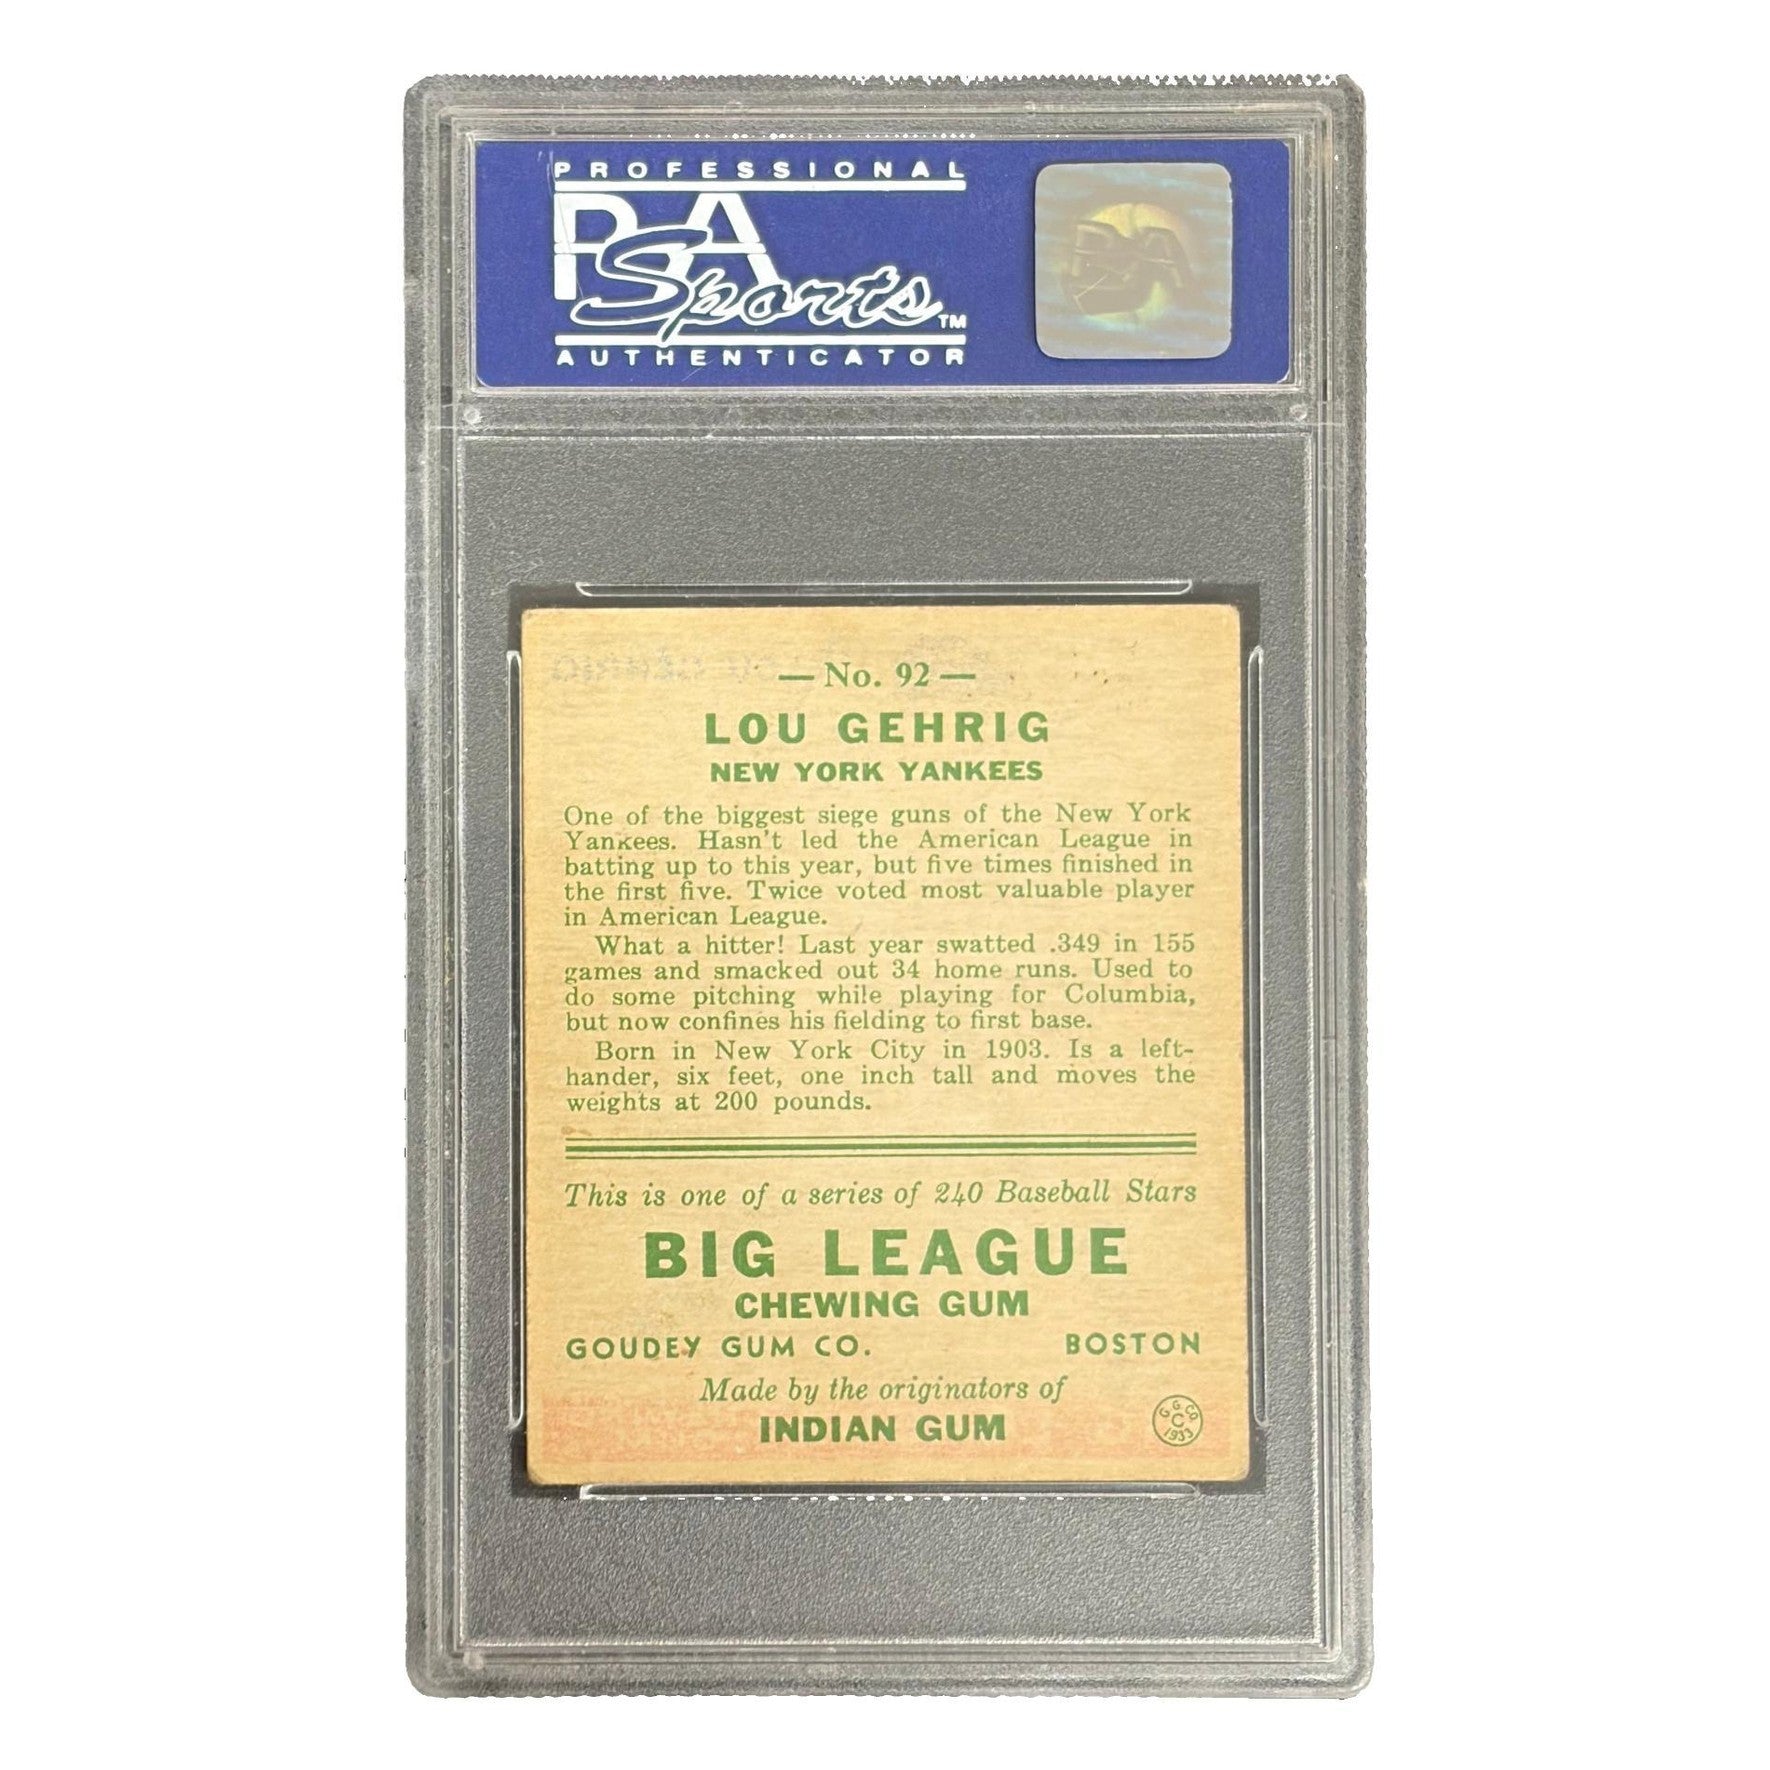 PROFESSIONAL
PSA
Sports™
AUTHENTICATOR
— No. 92 —
LOU GEHRIG
NEW YORK YANKEES
One of the biggest siege guns of the New York
Yankees. Hasn't led the American League in
batting up to this year, but five times finished in
the first five. Twice voted most valuable player
in American League.
What a hitter! Last year swatted .349 in 155
games and smacked out 34 home runs. Used to
do some pitching while playing for Columbia,
but now confines his fielding to first base.
Born in New York City in 1903. Is a left-
hander, six feet, one inch tall and moves the
weights at 200 pounds.
This is one of a series of 240 Baseball Stars
BIG LEAGUE
CHEWING GUM
GOUDEY GUM CO. BOSTON
Made by the originators of
INDIAN GUM
G. G. CO.
C
1933